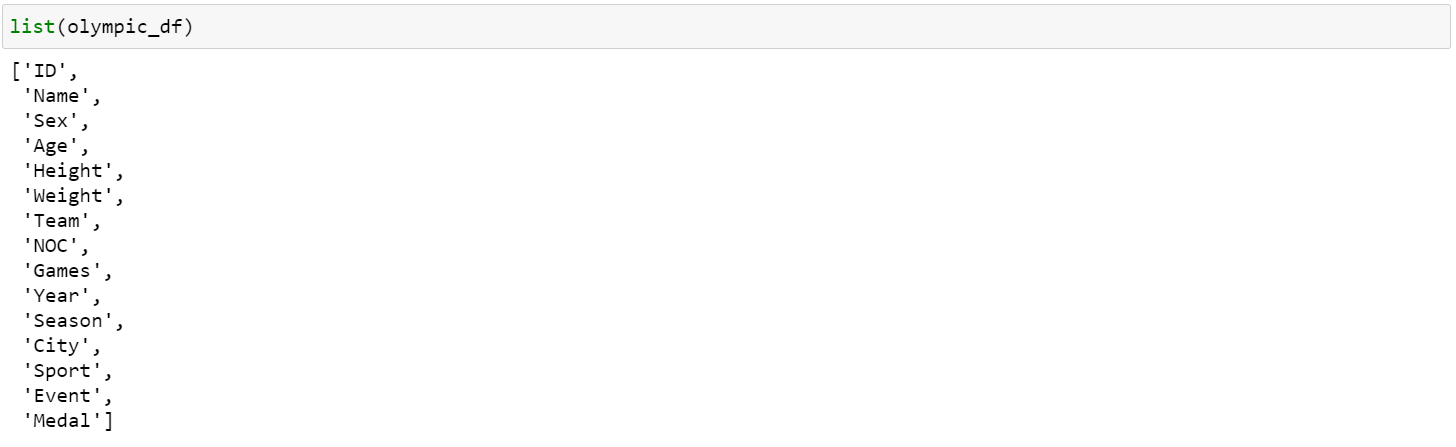 list(olympic_df)
['ID',
'Name',
'Sex',
'Age',
'Height',
'Weight',
'Team',
'NOC',
'Games',
'Year',
'Season',
'City',
'Sport',
'Event',
'Medal']